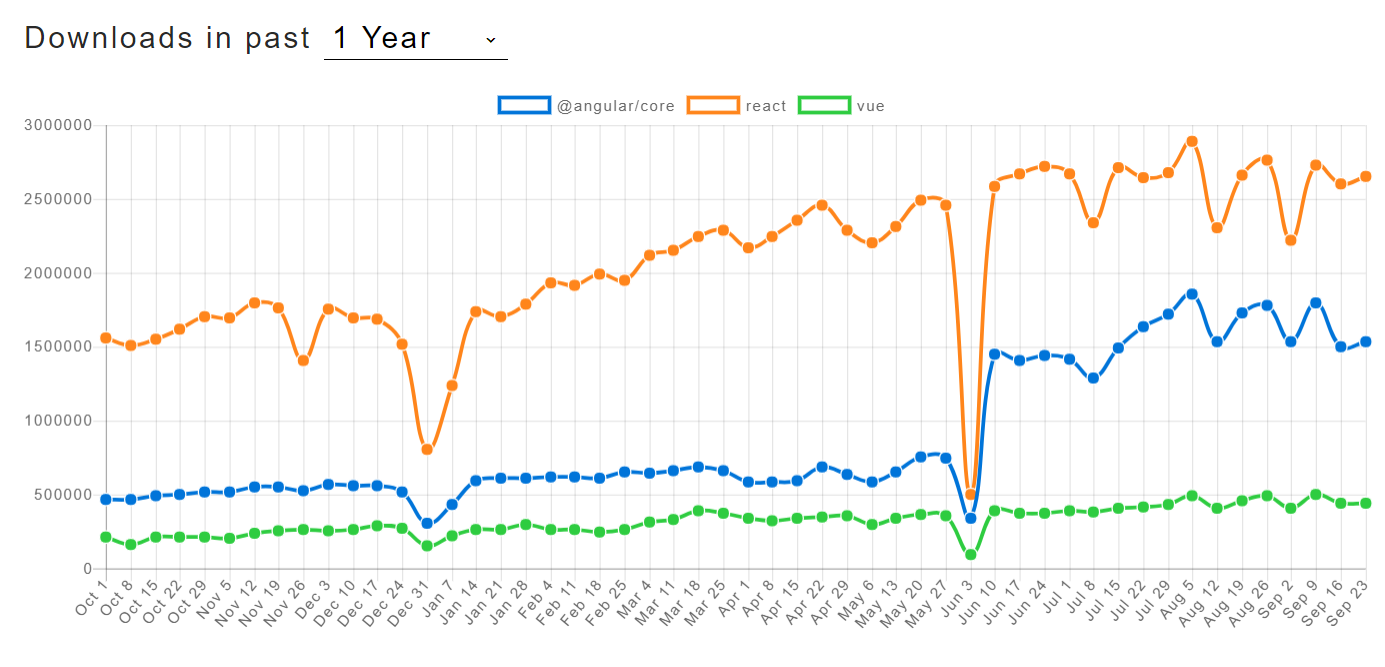 Downloads in past 1 Year
@angular/core react vue
3000000
2500000
2000000
1500000
1000000
500000
0
Oct 1 Oct 8 Oct 15 Oct 22 Oct 29 Nov 5 Nov 12 Nov 19 Nov 26 Dec 3 Dec 10 Dec 17 Dec 24 Dec 31 Jan 7 Jan 14 Jan 21 Jan 28 Feb 4 Feb 11 Feb 18 Feb 25 Mar 4 Mar 11 Mar 18 Mar 25 Apr 1 Apr 8 Apr 15 Apr 22 Apr 29 May 6 May 13 May 20 May 27 Jun 3 Jun 10 Jun 17 Jun 24 Jul 1 Jul 8 Jul 15 Jul 22 Jul 29 Aug 5 Aug 12 Aug 19 Aug 26 Sep 2 Sep 9 Sep 16 Sep 23